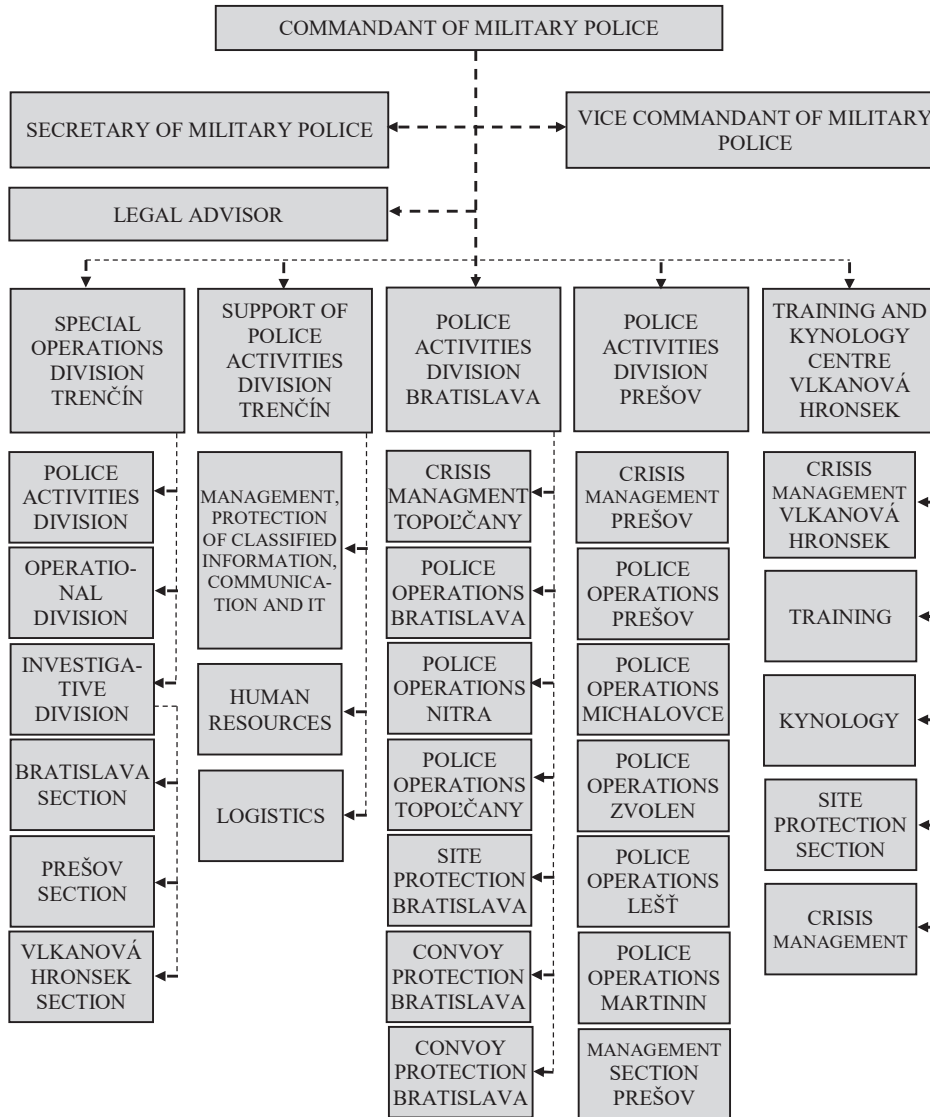 COMMANDANT OF MILITARY POLICE
SECRETARY OF MILITARY POLICE
VICE COMMANDANT OF MILITARY
POLICE
LEGAL ADVISOR
SPECIAL
OPERATIONS
DIVISION
TRENČÍN
SUPPORT OF
POLICE
ACTIVITIES
DIVISION
TRENČÍN
POLICE
ACTIVITIES
DIVISION
BRATISLAVA
POLICE
ACTIVITIES
DIVISION
PREŠOV
TRAINING AND
KYNOLOGY
CENTRE
VLKANOVÁ
HRONSEK
POLICE
ACTIVITIES
DIVISION
OPERATIO-
NAL
DIVISION
INVESTIGA-
TIVE
DIVISION
BRATISLAVA
SECTION
PREŠOV
SECTION
VLKANOVÁ
HRONSEK
SECTION
MANAGEMENT,
PROTECTION
OF CLASSIFIED
INFORMATION,
COMMUNICA-
TION AND IT
HUMAN
RESOURCES
LOGISTICS
CRISIS
MANAGMENT
TOPOĽČANY
POLICE
OPERATIONS
BRATISLAVA
POLICE
OPERATIONS
NITRA
POLICE
OPERATIONS
TOPOĽČANY
SITE
PROTECTION
BRATISLAVA
CONVOY
PROTECTION
BRATISLAVA
CONVOY
PROTECTION
BRATISLAVA
CRISIS
MANAGEMENT
PREŠOV
POLICE
OPERATIONS
PREŠOV
POLICE
OPERATIONS
MICHALOVCE
POLICE
OPERATIONS
ZVOLEN
POLICE
OPERATIONS
LEŠŤ
POLICE
OPERATIONS
MARTININ
MANAGEMENT
SECTION
PREŠOV
CRISIS
MANAGEMENT
VLKANOVÁ
HRONSEK
TRAINING
KYNOLOGY
SITE
PROTECTION
SECTION
CRISIS
MANAGEMENT